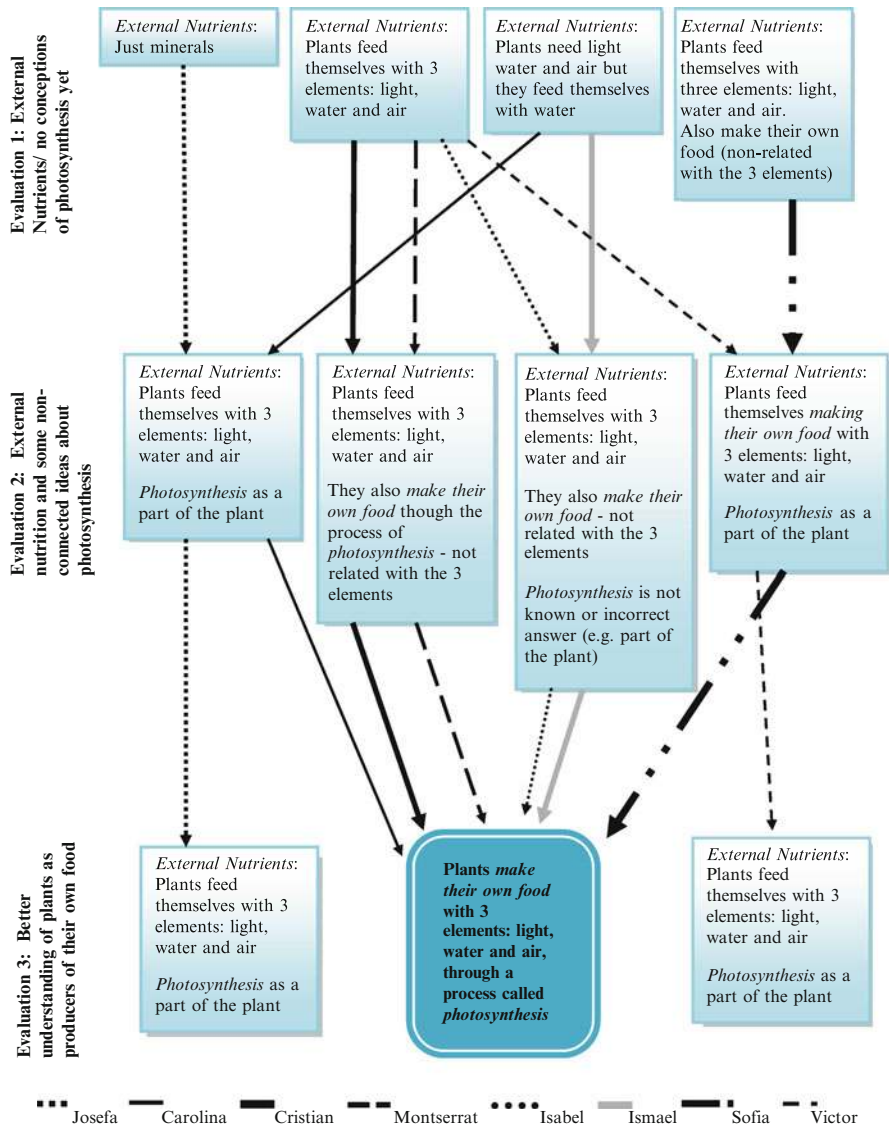 External Nutrients:
Just minerals
External Nutrients:
Plants feed
themselves with 3
elements: light,
water and air
External Nutrients:
Plants need light
water and air but
they feed themselves
with water
External Nutrients:
Plants feed
themselves with
three elements: light,
water and air.
Also make their own
food (non-related
with the 3 elements)
Evaluation 1: External
Nutrients/ no conceptions
of photosynthesis yet
External Nutrients:
Plants feed
themselves with 3
elements: light,
water and air
Photosynthesis as a
part of the plant
External Nutrients:
Plants feed
themselves with 3
elements: light,
water and air
They also make their
own food though the
process of
photosynthesis - not
related with the 3
elements
External Nutrients:
Plants feed
themselves with 3
elements: light,
water and air
They also make their
own food - not
related with the 3
elements
Photosynthesis is not
known or incorrect
answer (e.g. part of
the plant)
External Nutrients:
Plants feed
themselves making
their own food with
3 elements: light,
water and air
Photosynthesis as a
part of the plant
Evaluation 2: External
nutrition and some non-
connected ideas about
photosynthesis
External Nutrients:
Plants feed
themselves with 3
elements: light,
water and air
Photosynthesis as a
part of the plant
Plants make
their own food
with 3
elements: light,
water and air,
through a
process called
photosynthesis
External Nutrients:
Plants feed
themselves with 3
elements: light,
water and air
Photosynthesis as a
part of the plant
Evaluation 3: Better
understanding of plants as
producers of their own food
Josefa Carolina Cristian Montserrat Isabel Ismael Sofia Victor